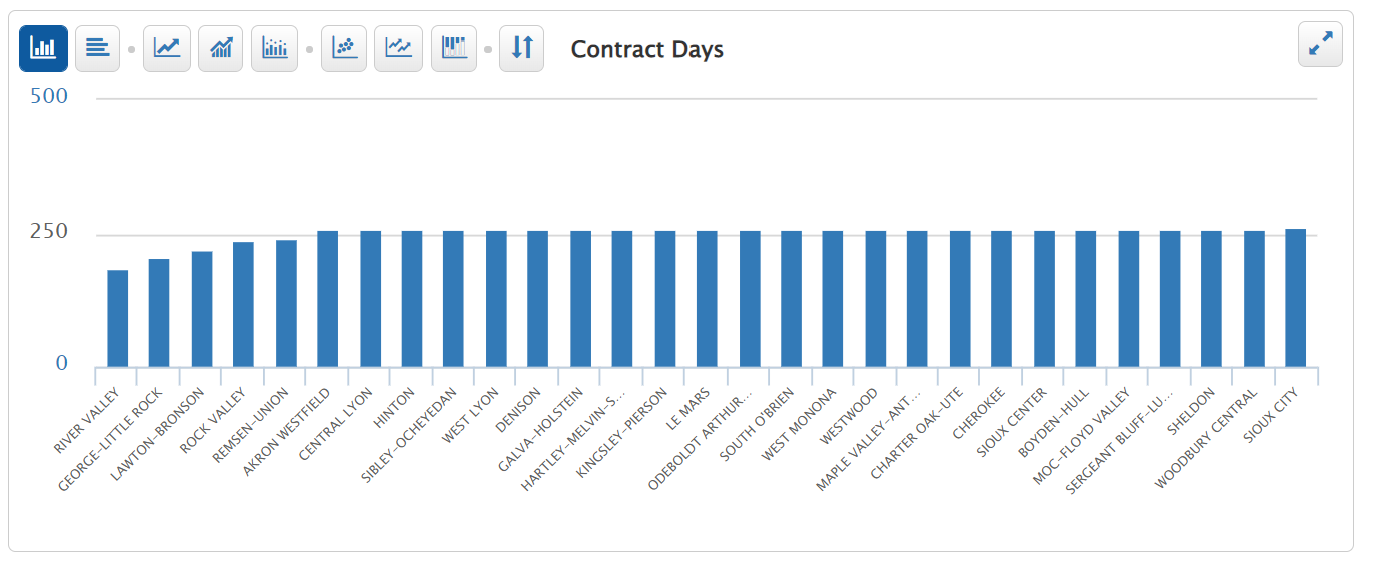 Contract Days
500
250
0
RIVER VALLEY
GEORGE-LITTLE ROCK
LAWTON-BRONSON
ROCK VALLEY
REMSEN-UNION
AKRON WESTFIELD
CENTRAL LYON
HINTON
SIBLEY-OCHEYEDAN
WEST LYON
DENISON
GALVA-HOLSTEIN
HARTLEY-MELVIN-S...
KINGSLEY-PIERSON
LE MARS
ODEBOLDT ARTHUR...
SOUTH O'BRIEN
WEST MONONA
WESTWOOD
MAPLE VALLEY-ANT...
CHARTER OAK-UTE
CHEROKEE
SIOUX CENTER
BOYDEN-HULL
MOC-FLOYD VALLEY
SERGEANT BLUFF-LU...
SHELDON
WOODBURY CENTRAL
SIOUX CITY